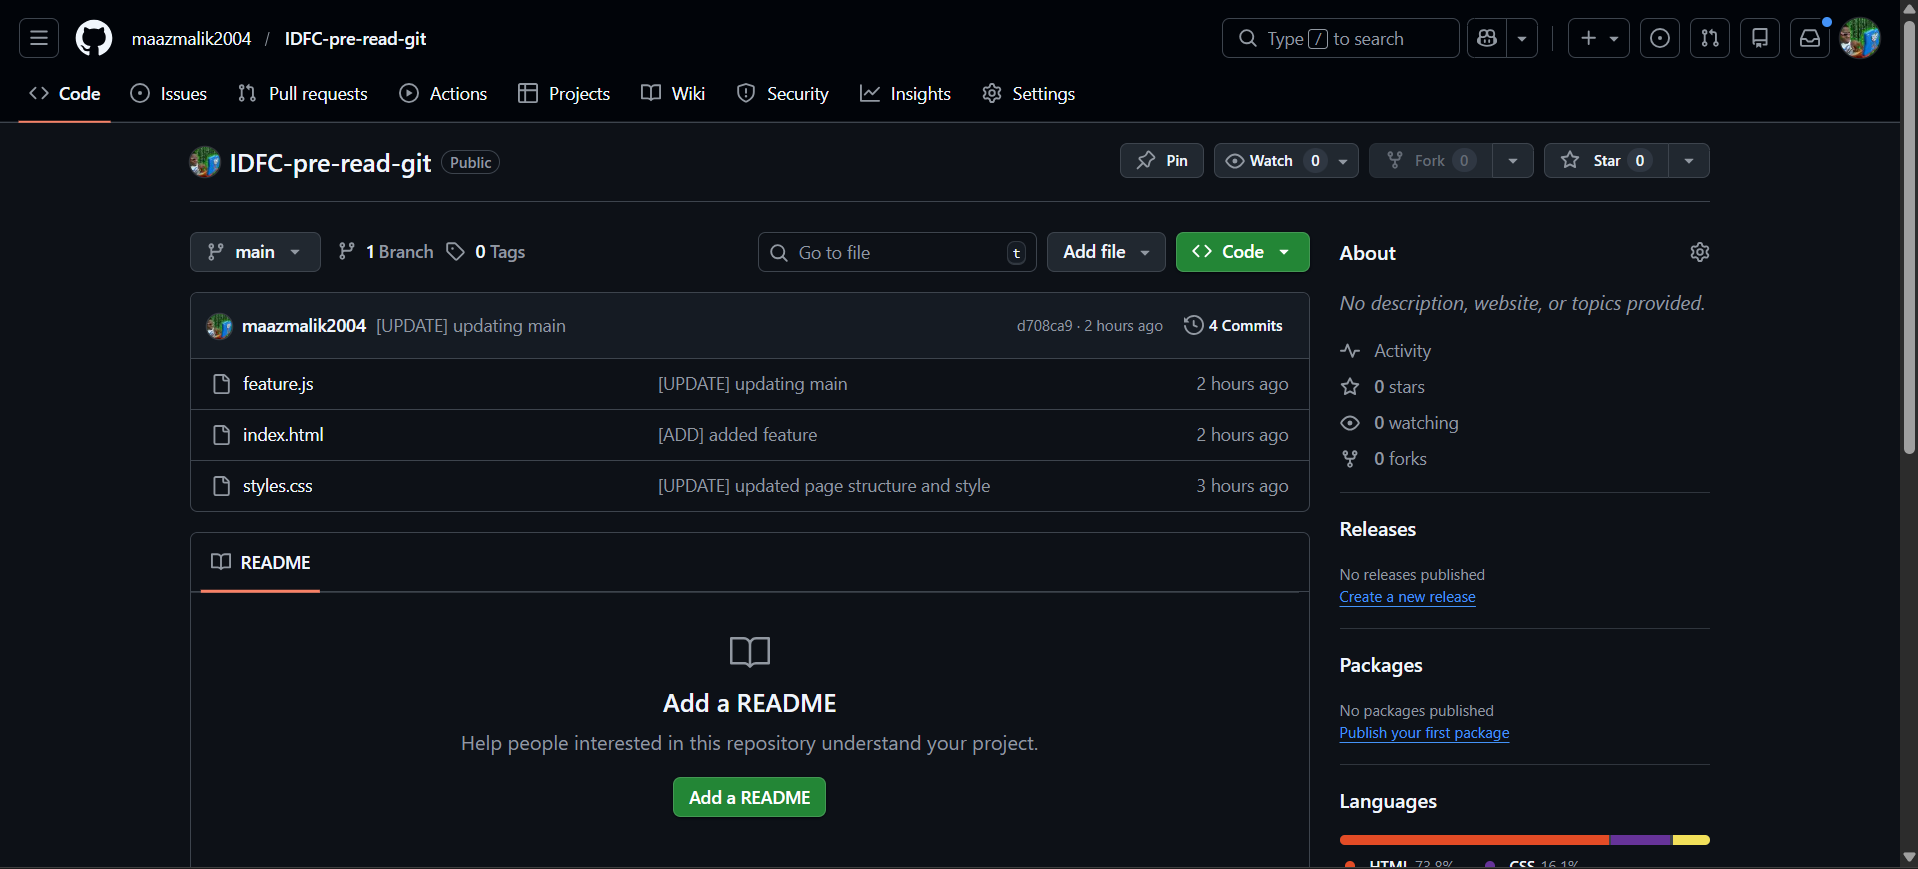 maazmalik2004 / IDFC-pre-read-git
Type / to search
Code Issues Pull requests Actions Projects Wiki Security Insights Settings
IDFC-pre-read-git Public
Pin Watch 0 Fork 0 Star 0
main 1 Branch 0 Tags
Go to file t Add file Code
maazmalik2004 [UPDATE] updating main d708ca9 · 2 hours ago 4 Commits
feature.js [UPDATE] updating main 2 hours ago
index.html [ADD] added feature 2 hours ago
styles.css [UPDATE] updated page structure and style 3 hours ago
README
Add a README
Help people interested in this repository understand your project.
Add a README
About
No description, website, or topics provided.
Activity
0 stars
0 watching
0 forks
Releases
No releases published
Create a new release
Packages
No packages published
Publish your first package
Languages
HTML 73.8% CSS 16.1%